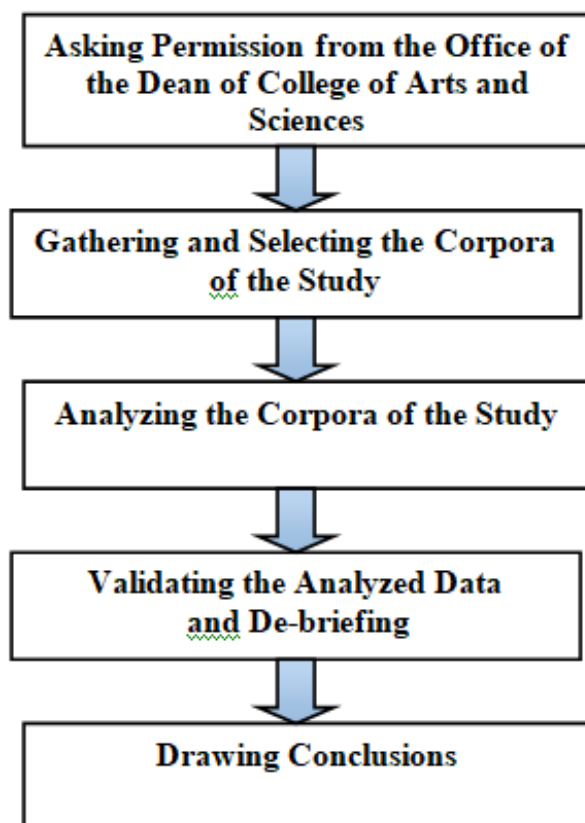 Asking Permission from the Office of
the Dean of College of Arts and
Sciences
Gathering and Selecting the Corpora
of the Study
Analyzing the Corpora of the Study
Validating the Analyzed Data
and De-briefing
Drawing Conclusions